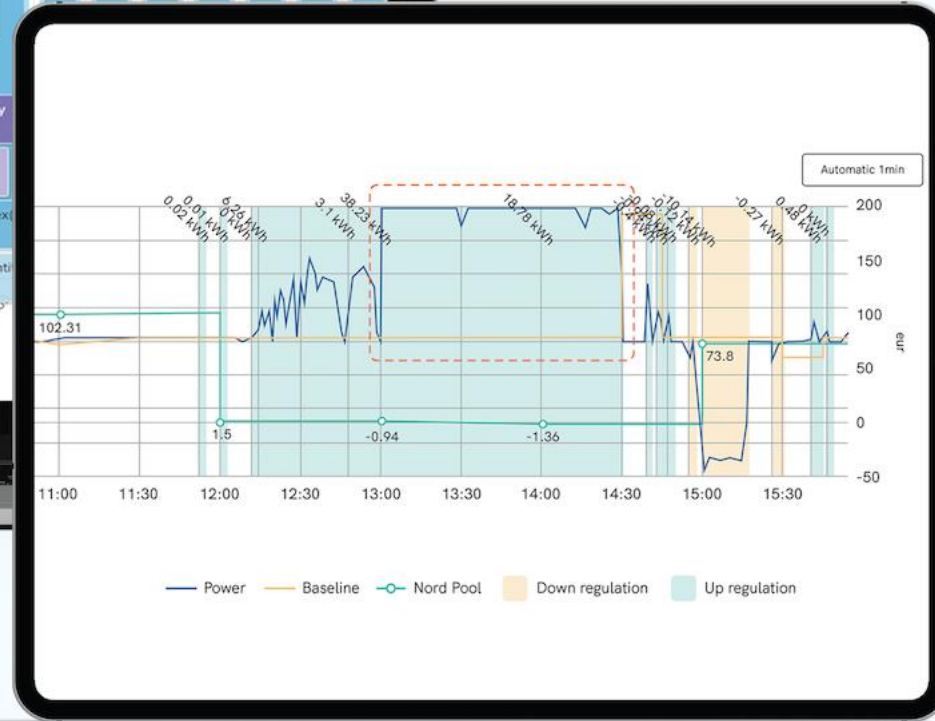 Automatic 1min
0.02 kWh
0.01 kWh
0 kWh
6.26 kWh
3.1 kWh
38.23 kWh
18.78 kWh
-10.14 kWh
-0.27 kWh
0.48 kWh
0 kWh
200
150
100
50
0
-50
eur
102.31
1.5
-0.94
-1.36
73.8
11:00 11:30 12:00 12:30 13:00 13:30 14:00 14:30 15:00 15:30
Power Baseline Nord Pool Down regulation Up regulation